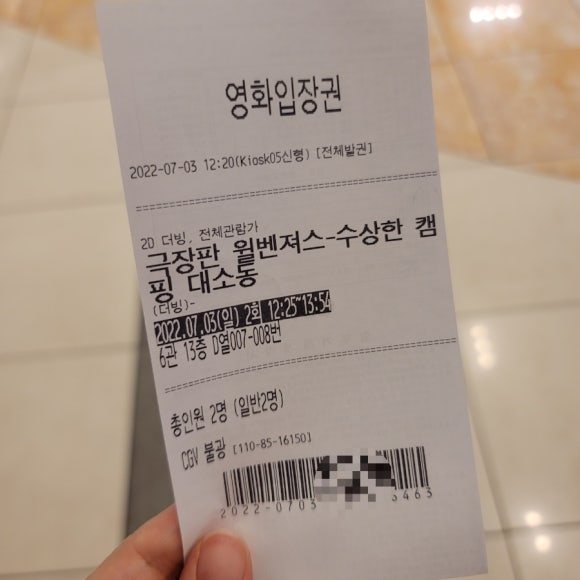 영화입장권
2022-07-03 12:20(Kiosk05신형) [전체발권]
2D 더빙, 전체관람가
극장판 윌벤져스-수상한 캠
핑 대소동
(더빙)-
2022.07.03(일) 2회 12:25~13:54
6관 13층 D열007-008번
총인원 2명 (일반2명)
CGV 불광 [110-85-16150]
2022-0703
6463